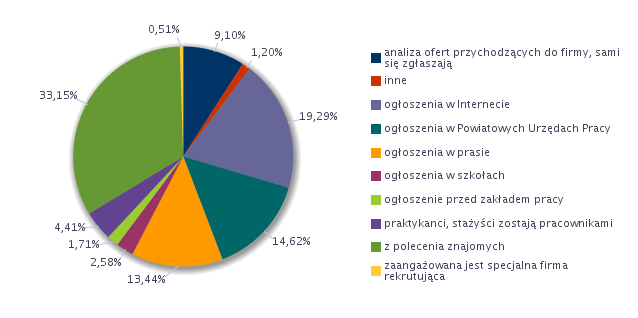 0,51%
9,10%
1,20%
33,15%
19,29%
4,41%
1,71%
2,58%
13,44%
14,62%
analiza ofert przychodzących do firmy, sami
się zgłaszają
inne
ogłoszenia w Internecie
ogłoszenia w Powiatowych Urzędach Pracy
ogłoszenia w prasie
ogłoszenia w szkołach
ogłoszenie przed zakładem pracy
praktykanci, stażyści zostają pracownikami
z polecenia znajomych
zaangażowana jest specjalna firma
rekrutująca